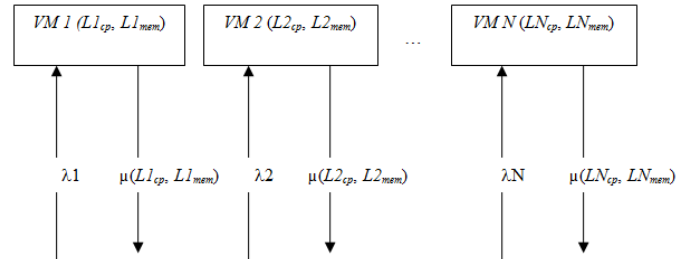 VM 1 (L1cp, L1mem)
VM 2 (L2cp, L2mem)
...
VM N (LNcp, LNmem)
λ1
μ(L1cp, L1mem)
λ2
μ(L2cp, L2mem)
λN
μ(LNcp, LNmem)